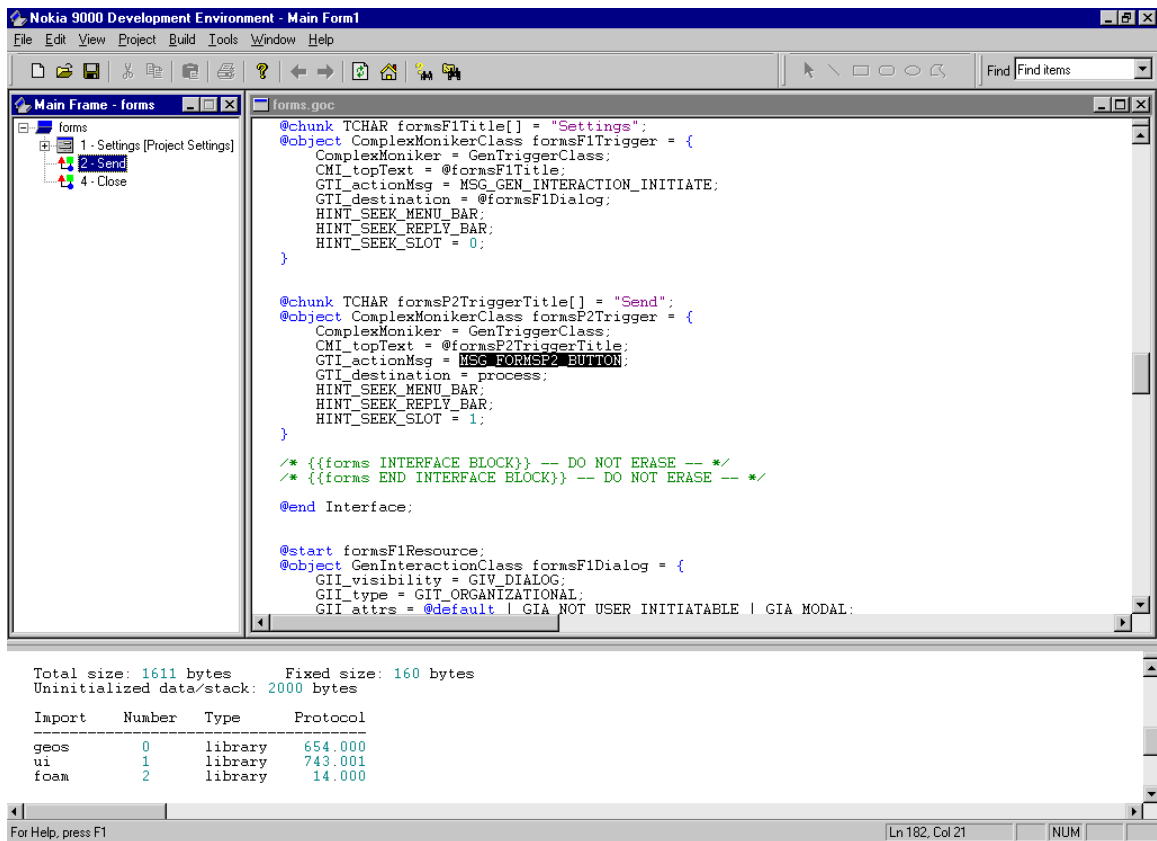 Nokia 9000 Development Environment - Main Form1
File Edit View Project Build Tools Window Help
Find Find items
Main Frame - forms
forms
1 - Settings [Project Settings]
2 - Send
4 - Close
forms.goc
@chunk TCHAR formsF1Title[] = "Settings";
@object ComplexMonikerClass formsF1Trigger = {
ComplexMoniker = GenTriggerClass;
CMI_topText = @formsF1Title;
GTI_actionMsg = MSG_GEN_INTERACTION_INITIATE;
GTI_destination = @formsF1Dialog;
HINT_SEEK_MENU_BAR;
HINT_SEEK_REPLY_BAR;
HINT_SEEK_SLOT = 0;
}
@chunk TCHAR formsP2TriggerTitle[] = "Send";
@object ComplexMonikerClass formsP2Trigger = {
ComplexMoniker = GenTriggerClass;
CMI_topText = @formsP2TriggerTitle;
GTI_actionMsg = MSG_FORMSP2_BUTTON;
GTI_destination = process;
HINT_SEEK_MENU_BAR;
HINT_SEEK_REPLY_BAR;
HINT_SEEK_SLOT = 1;
}
/* {{forms INTERFACE BLOCK}} -- DO NOT ERASE -- */
/* {{forms END INTERFACE BLOCK}} -- DO NOT ERASE -- */
@end Interface;
@start formsF1Resource;
@object GenInteractionClass formsF1Dialog = {
GII_visibility = GIV_DIALOG;
GII_type = GIT_ORGANIZATIONAL;
GII_attrs = @default | GIA_NOT_USER_INITIATABLE | GIA_MODAL;
Total size: 1611 bytes Fixed size: 160 bytes
Uninitialized data/stack: 2000 bytes
Import Number Type Protocol
-------------------------------------
geos 0 library 654.000
ui 1 library 743.001
foam 2 library 14.000
For Help, press F1
Ln 182, Col 21
NUM